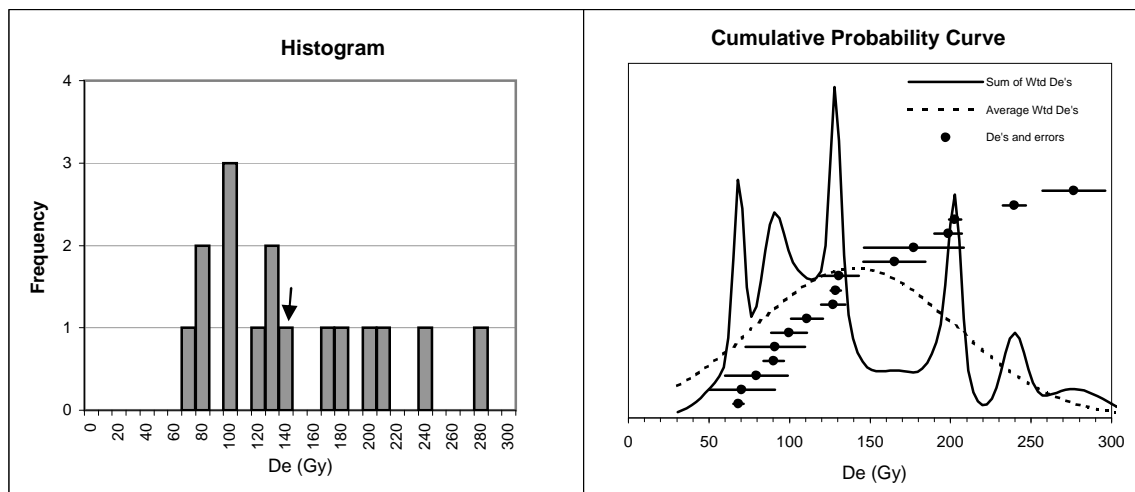 Histogram
4
3
2
1
0
Frequency
0 20 40 60 80 100 120 140 160 180 200 220 240 260 280 300
De (Gy)
Cumulative Probability Curve
Sum of Wtd De's
Average Wtd De's
De's and errors
0 50 100 150 200 250 300
De (Gy)